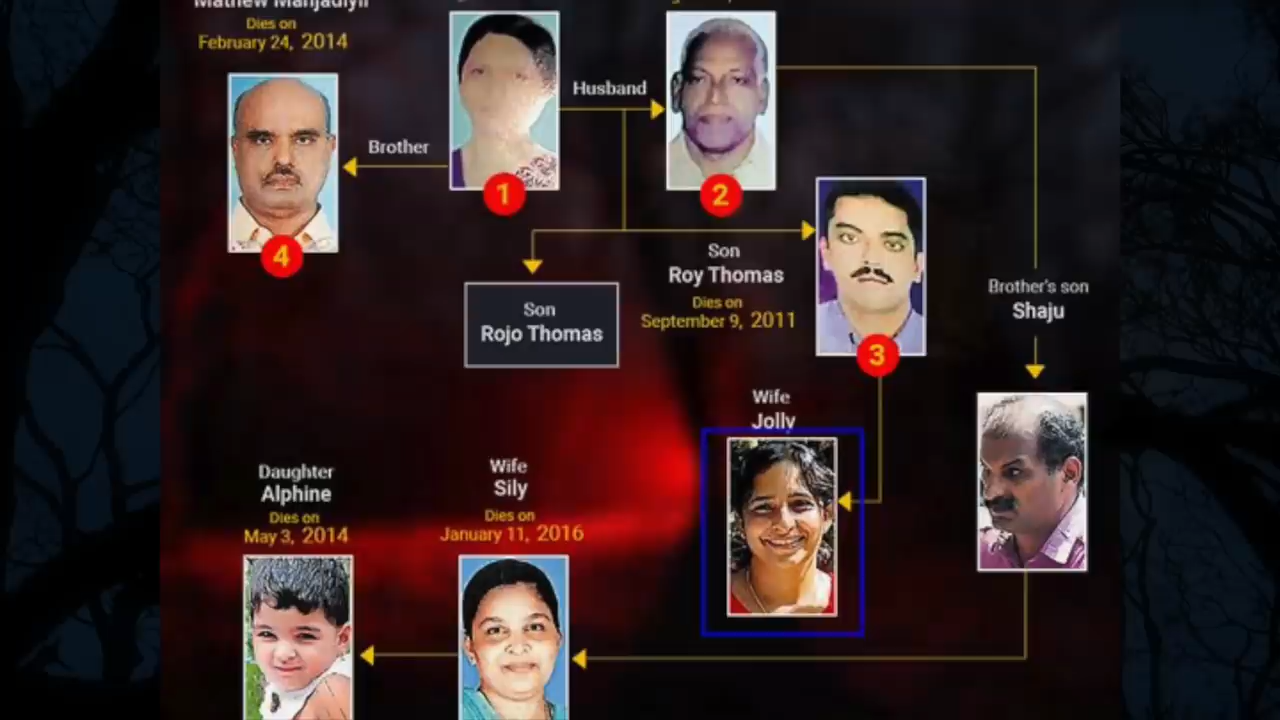 Mathew Manjadiyil
Dies on
February 24, 2014
Husband
Brother
1
2
4
Son
Roy Thomas
Dies on
September 9, 2011
Son
Rojo Thomas
3
Brother's son
Shaju
Wife
Jolly
Daughter
Alphine
Dies on
May 3, 2014
Wife
Sily
Dies on
January 11, 2016